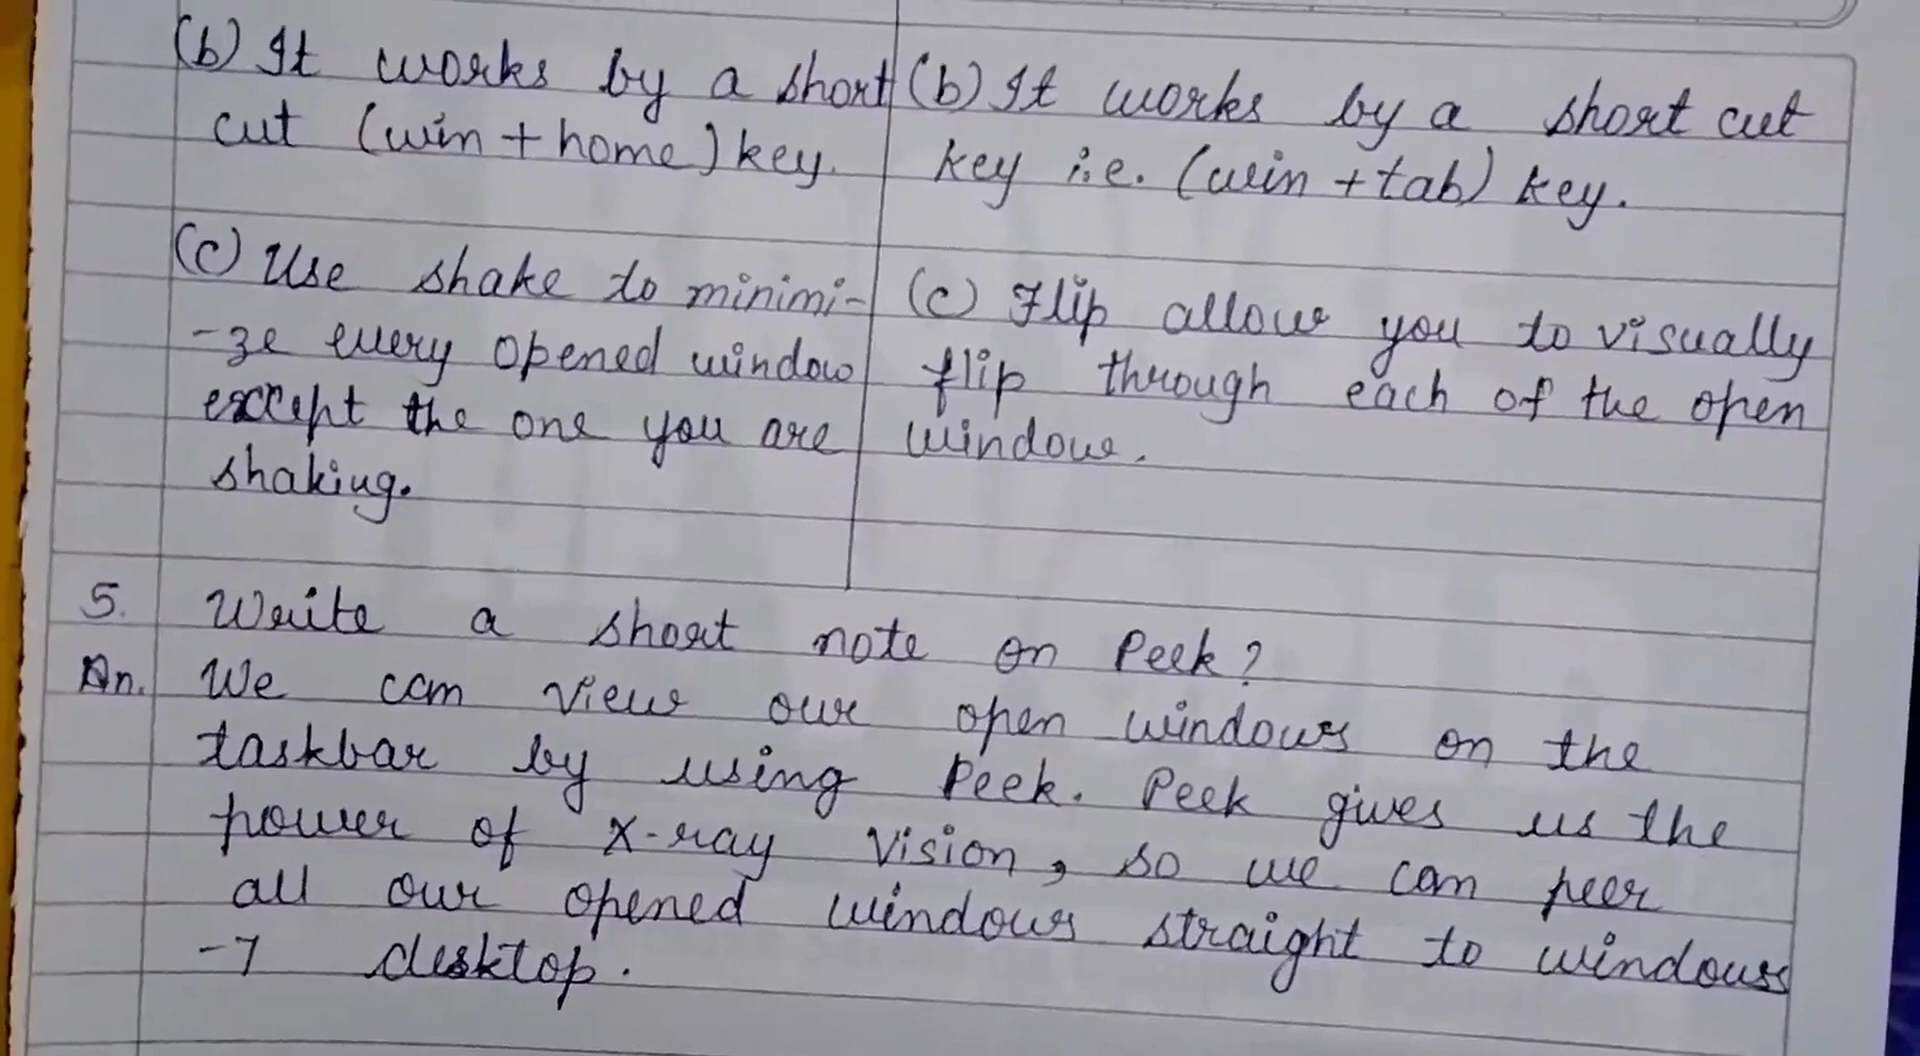 (b) It works by a short
cut (win + home) key.
(c) Use shake to minimi-
-ze every opened window
except the one you are
shaking.
(b) It works by a short cut
key i.e. (win + tab) key.
(c) Flip allow you to visually
flip through each of the open
window.
5. Write a short note on Peek?
An. We can view our open windows on the
taskbar by using Peek. Peek gives us the
power of X-ray vision, so we can peer
all our opened windows straight to windows
-7 desktop.